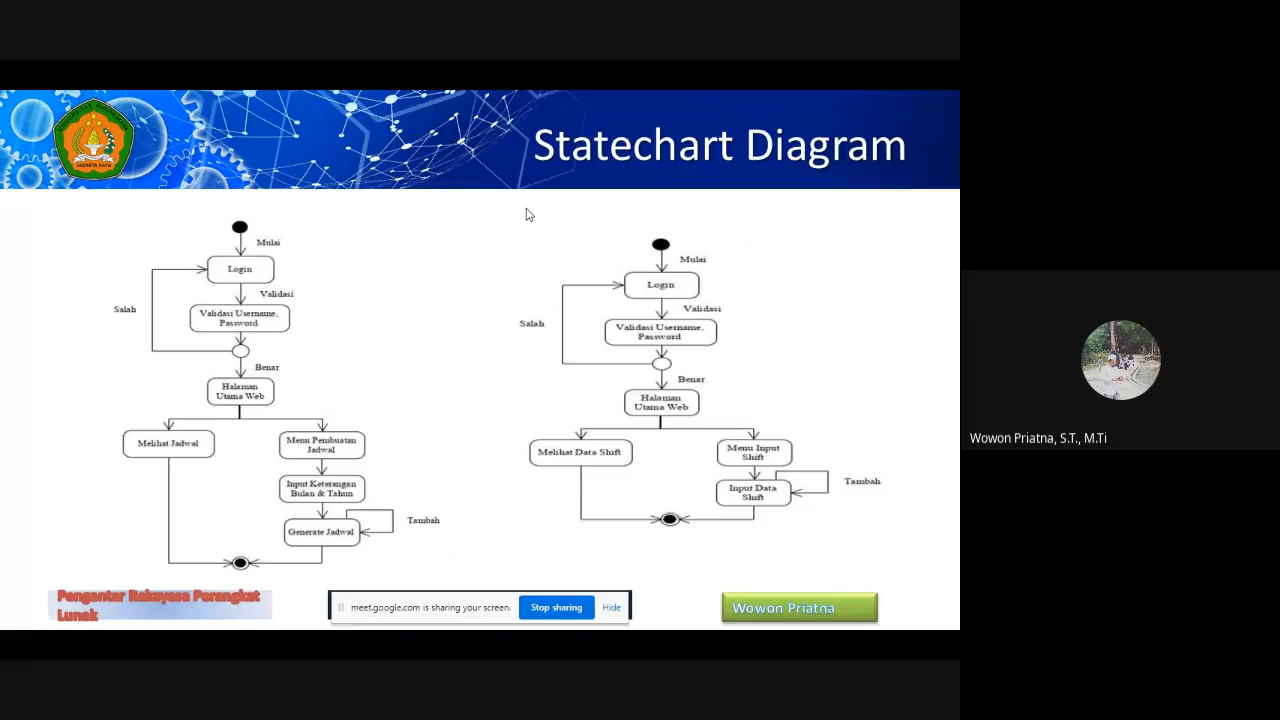 Statechart Diagram
Mulai
Login
Validasi
Salah
Validasi Username,
Password
Benar
Halaman
Utama Web
Melihat Jadwal
Menu Pembuatan
Jadwal
Input Keterangan
Bulan & Tahun
Generate Jadwal
Tambah
Mulai
Login
Validasi
Salah
Validasi Username,
Password
Benar
Halaman
Utama Web
Melihat Data Shift
Menu Input
Shift
Input Data
Shift
Tambah
Pengantar Rekayasa Perangkat
Lunak
meet.google.com is sharing your screen.
Stop sharing
Hide
Wowon Priatna
Wowon Priatna, S.T., M.Ti